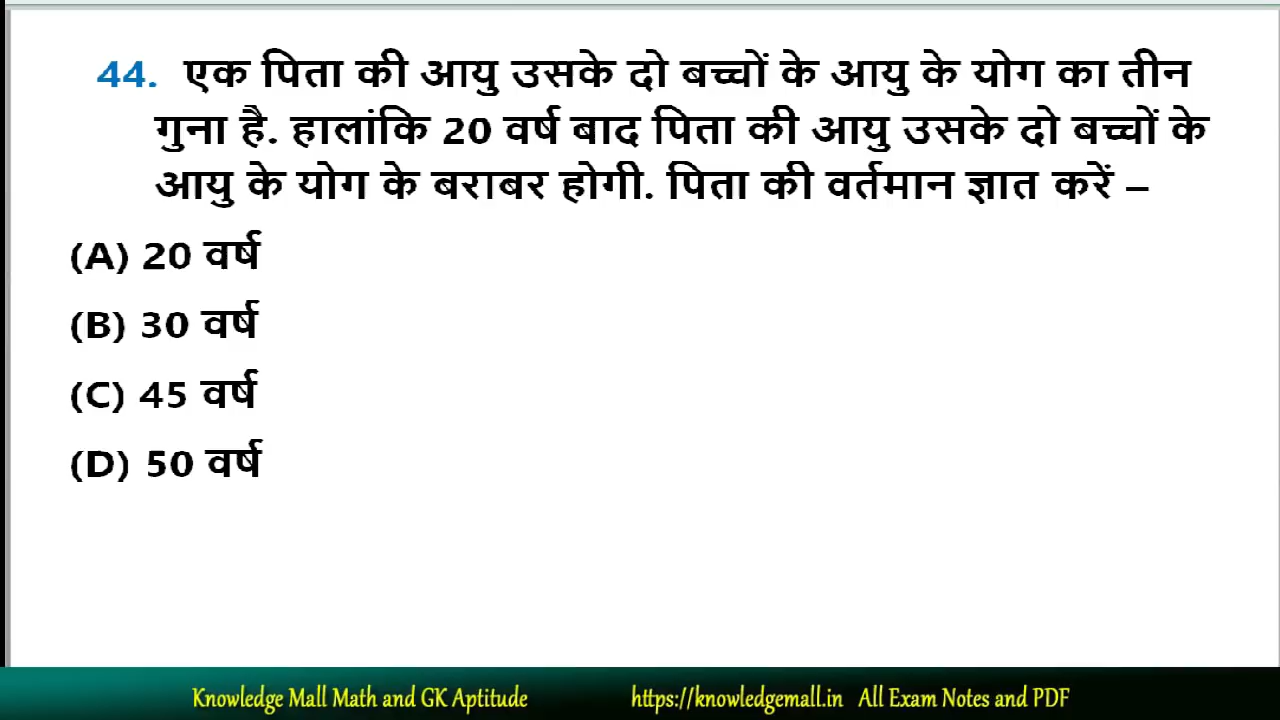 44. एक पिता की आयु उसके दो बच्चों के आयु के योग का तीन
गुना है. हालांकि 20 वर्ष बाद पिता की आयु उसके दो बच्चों के
आयु के योग के बराबर होगी. पिता की वर्तमान ज्ञात करें –
(A) 20 वर्ष
(B) 30 वर्ष
(C) 45 वर्ष
(D) 50 वर्ष
Knowledge Mall Math and GK Aptitude https://knowledgemall.in All Exam Notes and PDF